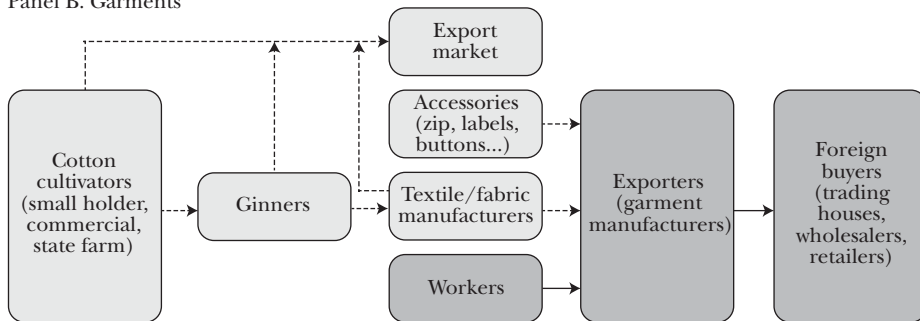 Panel B. Garments
Export
market
Accessories
(zip, labels,
buttons...)
Cotton
cultivators
(small holder,
commercial,
state farm)
Ginners
Textile/fabric
manufacturers
Workers
Exporters
(garment
manufacturers)
Foreign
buyers
(trading
houses,
wholesalers,
retailers)